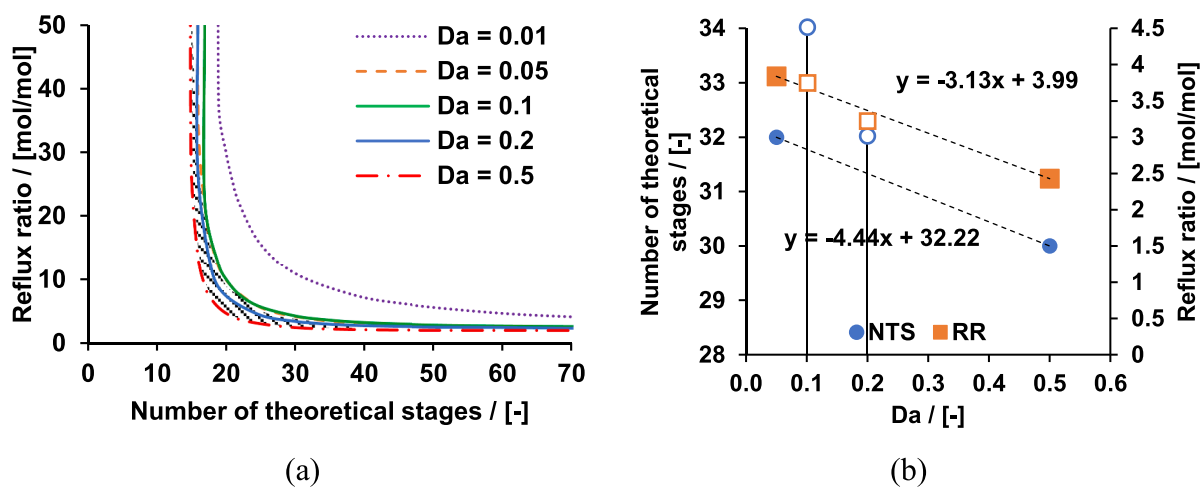 50
40
30
20
10
0
Reflux ratio / [mol/mol]
0 10 20 30 40 50 60 70
Number of theoretical stages / [-]
Da = 0.01
Da = 0.05
Da = 0.1
Da = 0.2
Da = 0.5
(a)
34
33
32
31
30
29
28
Number of theoretical
stages / [-]
y = -3.13x + 3.99
y = -4.44x + 32.22
NTS RR
4.5
4
3.5
3
2.5
2
1.5
1
0.5
0
Reflux ratio / [mol/mol]
0.0 0.1 0.2 0.3 0.4 0.5 0.6
Da / [-]
(b)